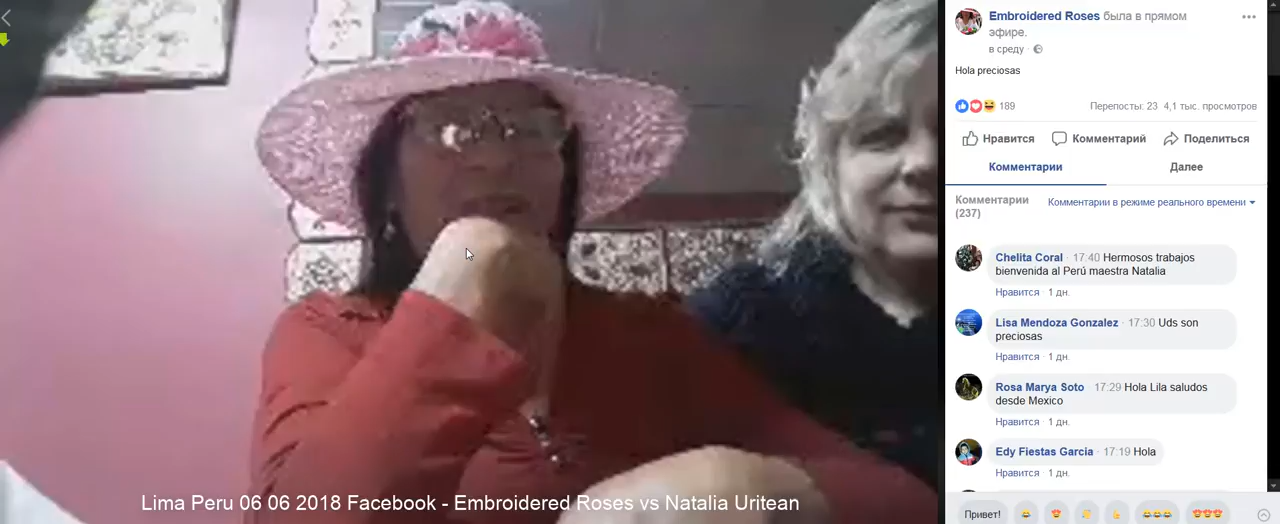 Embroidered Roses была в прямом
эфире.
в среду ·
Hola preciosas
189
Перепосты: 23 4,1 тыс. просмотров
Нравится Комментарий Поделиться
Комментарии Далее
Комментарии
(237)
Комментарии в режиме реального времени
Chelita Coral · 17:40 Hermosos trabajos
bienvenida al Perú maestra Natalia
Нравится · 1 дн.
Lisa Mendoza Gonzalez · 17:30 Uds son
preciosas
Нравится · 1 дн.
Rosa Marya Soto · 17:29 Hola Lila saludos
desde Mexico
Нравится · 1 дн.
Edy Fiestas Garcia · 17:19 Hola
Нравится · 1 дн.
Привет!
Lima Peru 06 06 2018 Facebook - Embroidered Roses vs Natalia Uritean